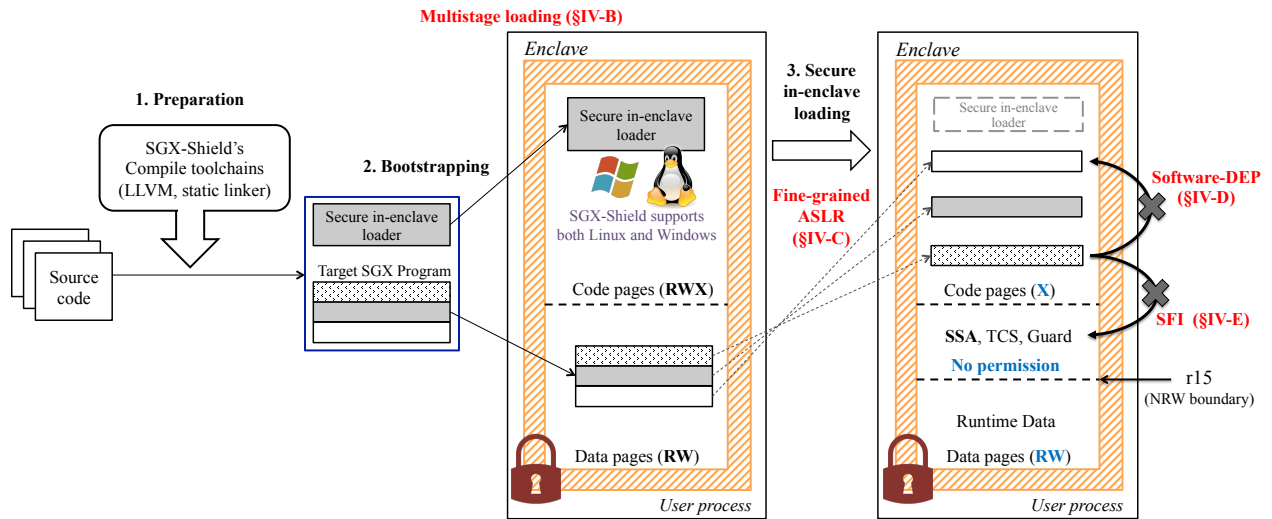 Multistage loading (§IV-B)
1. Preparation
SGX-Shield's
Compile toolchains
(LLVM, static linker)
Source
code
2. Bootstrapping
Secure in-enclave
loader
Target SGX Program
Enclave
Secure in-enclave
loader
SGX-Shield supports
both Linux and Windows
Code pages (RWX)
Data pages (RW)
User process
3. Secure
in-enclave
loading
Fine-grained
ASLR
(§IV-C)
Enclave
Secure in-enclave
loader
Code pages (X)
SSA, TCS, Guard
No permission
Runtime Data
Data pages (RW)
User process
Software-DEP
(§IV-D)
SFI (§IV-E)
r15
(NRW boundary)